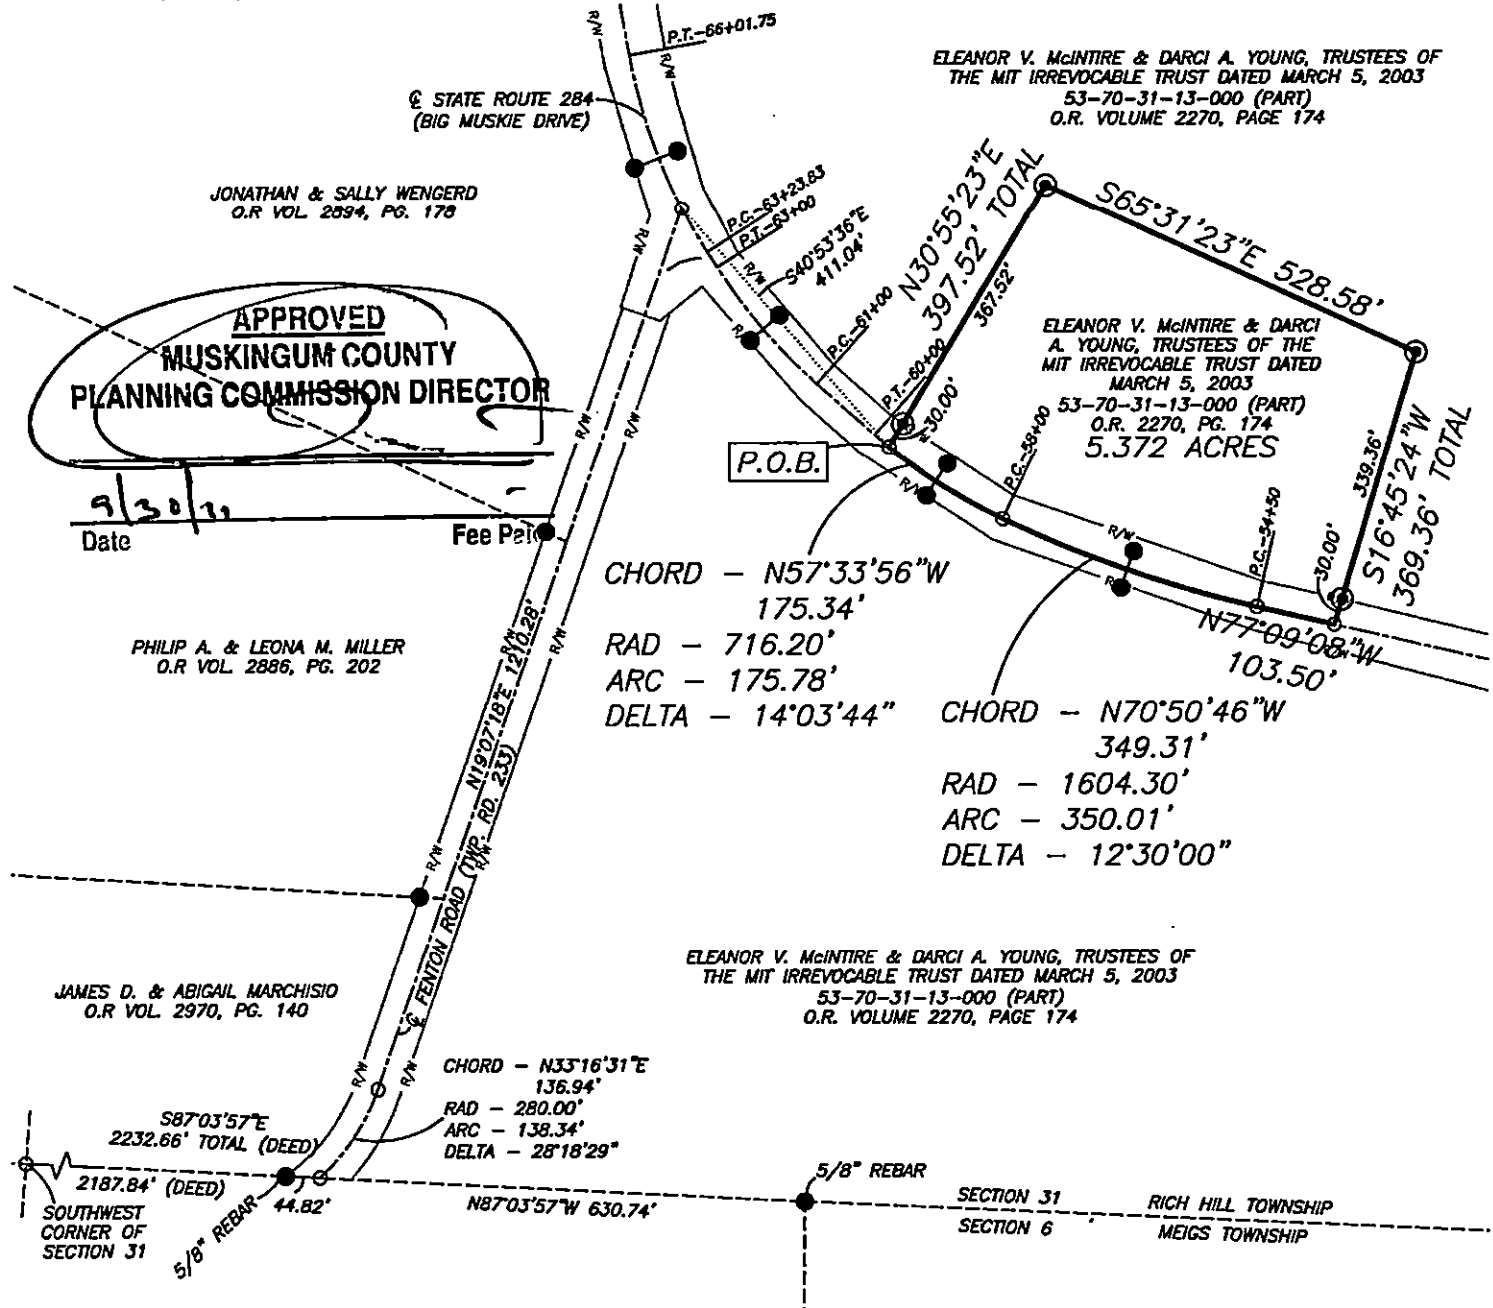 P.T.-66+01.75
R/W
R/W
℄ STATE ROUTE 284
(BIG MUSKIE DRIVE)
ELEANOR V. McINTIRE & DARCI A. YOUNG, TRUSTEES OF
THE MIT IRREVOCABLE TRUST DATED MARCH 5, 2003
53-70-31-13-000 (PART)
O.R. VOLUME 2270, PAGE 174
JONATHAN & SALLY WENGERD
O.R VOL. 2894, PG. 178
R/W
R/W
P.C.-63+23.83
P.T.-63+00
R/W
S40°53'36"E
411.04'
N30°55'23"E
397.52' TOTAL
367.52'
S65°31'23"E 528.58'
APPROVED
MUSKINGUM COUNTY
PLANNING COMMISSION DIRECTOR
9/30/
Date
Fee Pai
R/W
P.C.-61+00
P.T.-60+00
30.00'
ELEANOR V. McINTIRE & DARCI
A. YOUNG, TRUSTEES OF THE
MIT IRREVOCABLE TRUST DATED
MARCH 5, 2003
53-70-31-13-000 (PART)
O.R. 2270, PG. 174
5.372 ACRES
339.36'
S16°45'24"W
369.36' TOTAL
R/W
R/W
P.O.B.
R/W
P.C.-58+00
R/W
P.C.-54+50
30.00'
N77°09'08"W
103.50'
CHORD - N57°33'56"W
175.34'
RAD - 716.20'
ARC - 175.78'
DELTA - 14°03'44"
CHORD - N70°50'46"W
349.31'
RAD - 1604.30'
ARC - 350.01'
DELTA - 12°30'00"
PHILIP A. & LEONA M. MILLER
O.R VOL. 2886, PG. 202
R/W
R/W
N19°07'18"E 1210.28'
℄ FENTON ROAD (TWP. RD. 233)
R/W
R/W
JAMES D. & ABIGAIL MARCHISIO
O.R VOL. 2970, PG. 140
ELEANOR V. McINTIRE & DARCI A. YOUNG, TRUSTEES OF
THE MIT IRREVOCABLE TRUST DATED MARCH 5, 2003
53-70-31-13-000 (PART)
O.R. VOLUME 2270, PAGE 174
R/W
R/W
CHORD - N33°16'31"E
136.94'
RAD - 280.00'
ARC - 138.34'
DELTA - 28°18'29"
S87°03'57"E
2232.66' TOTAL (DEED)
2187.84' (DEED)
44.82'
5/8" REBAR
SOUTHWEST
CORNER OF
SECTION 31
N87°03'57"W 630.74'
5/8" REBAR
SECTION 31
RICH HILL TOWNSHIP
SECTION 6
MEIGS TOWNSHIP